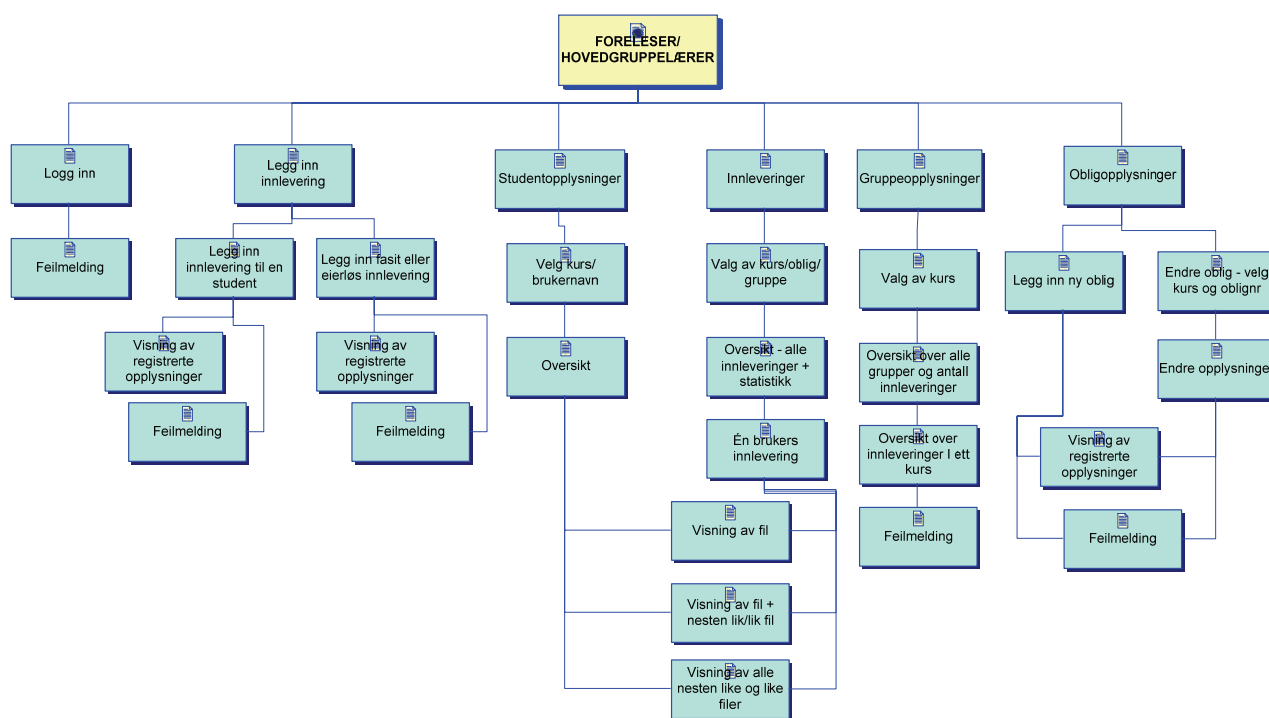 FORELESER/
HOVEDGRUPPELÆRER
Logg inn
Legg inn
innlevering
Studentopplysninger
Innleveringer
Gruppeopplysninger
Obligopplysninger
Feilmelding
Legg inn
innlevering til en
student
Legg inn fasit eller
eierløs innlevering
Velg kurs/
brukernavn
Valg av kurs/oblig/
gruppe
Valg av kurs
Legg inn ny oblig
Endre oblig - velg
kurs og oblignr
Visning av
registrerte
opplysninger
Visning av
registrerte
opplysninger
Oversikt
Oversikt - alle
innleveringer +
statistikk
Oversikt over alle
grupper og antall
innleveringer
Endre opplysninge
Feilmelding
Feilmelding
Én brukers
innlevering
Oversikt over
innleveringer I ett
kurs
Visning av
registrerte
opplysninger
Visning av fil
Feilmelding
Feilmelding
Visning av fil +
nesten lik/lik fil
Visning av alle
nesten like og like
filer